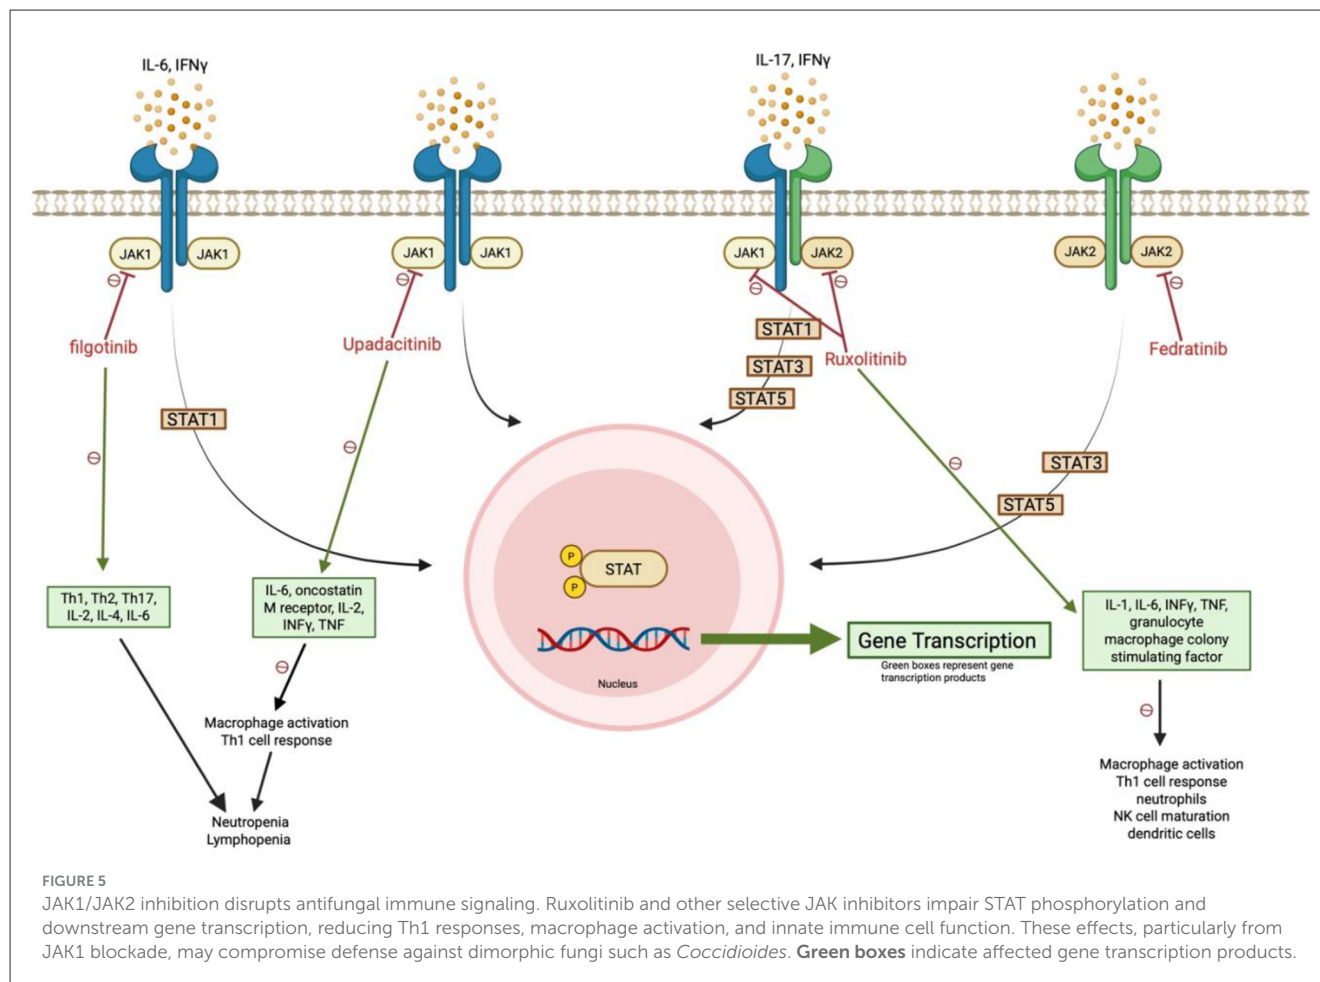 IL-6, IFNγ
IL-17, IFNγ
JAK1
JAK1
JAK1
JAK1
JAK1
JAK2
JAK2
JAK2
filgotinib
Upadacitinib
STAT1
STAT3
STAT5
Ruxolitinib
Fedratinib
STAT1
STAT3
STAT5
P
P
STAT
Nucleus
Th1, Th2, Th17,
IL-2, IL-4, IL-6
IL-6, oncostatin
M receptor, IL-2,
INFγ, TNF
Gene Transcription
Green boxes represent gene
transcription products
IL-1, IL-6, INFγ, TNF,
granulocyte
macrophage colony
stimulating factor
Macrophage activation
Th1 cell response
Neutropenia
Lymphopenia
Macrophage activation
Th1 cell response
neutrophils
NK cell maturation
dendritic cells
FIGURE 5
JAK1/JAK2 inhibition disrupts antifungal immune signaling. Ruxolitinib and other selective JAK inhibitors impair STAT phosphorylation and
downstream gene transcription, reducing Th1 responses, macrophage activation, and innate immune cell function. These effects, particularly from
JAK1 blockade, may compromise defense against dimorphic fungi such as Coccidioides. Green boxes indicate affected gene transcription products.